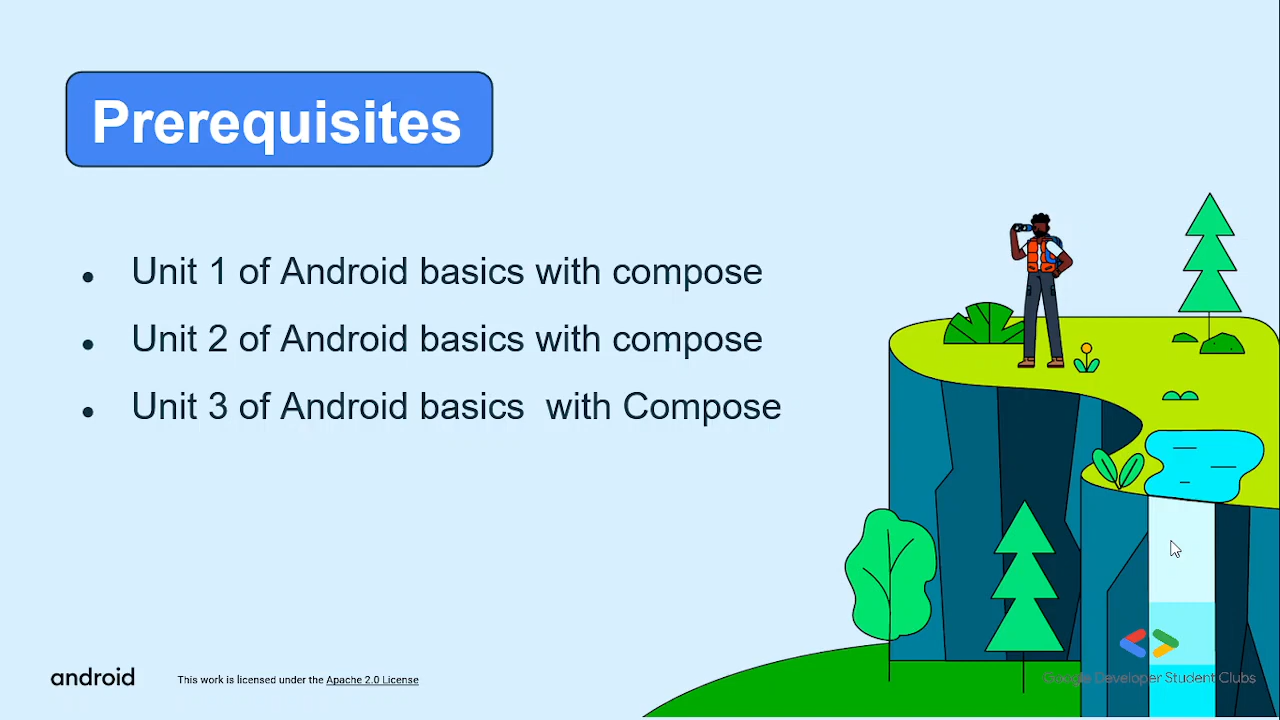 Prerequisites
● Unit 1 of Android basics with compose
● Unit 2 of Android basics with compose
● Unit 3 of Android basics  with Compose
android
This work is licensed under the Apache 2.0 License
Google Developer Student Clubs